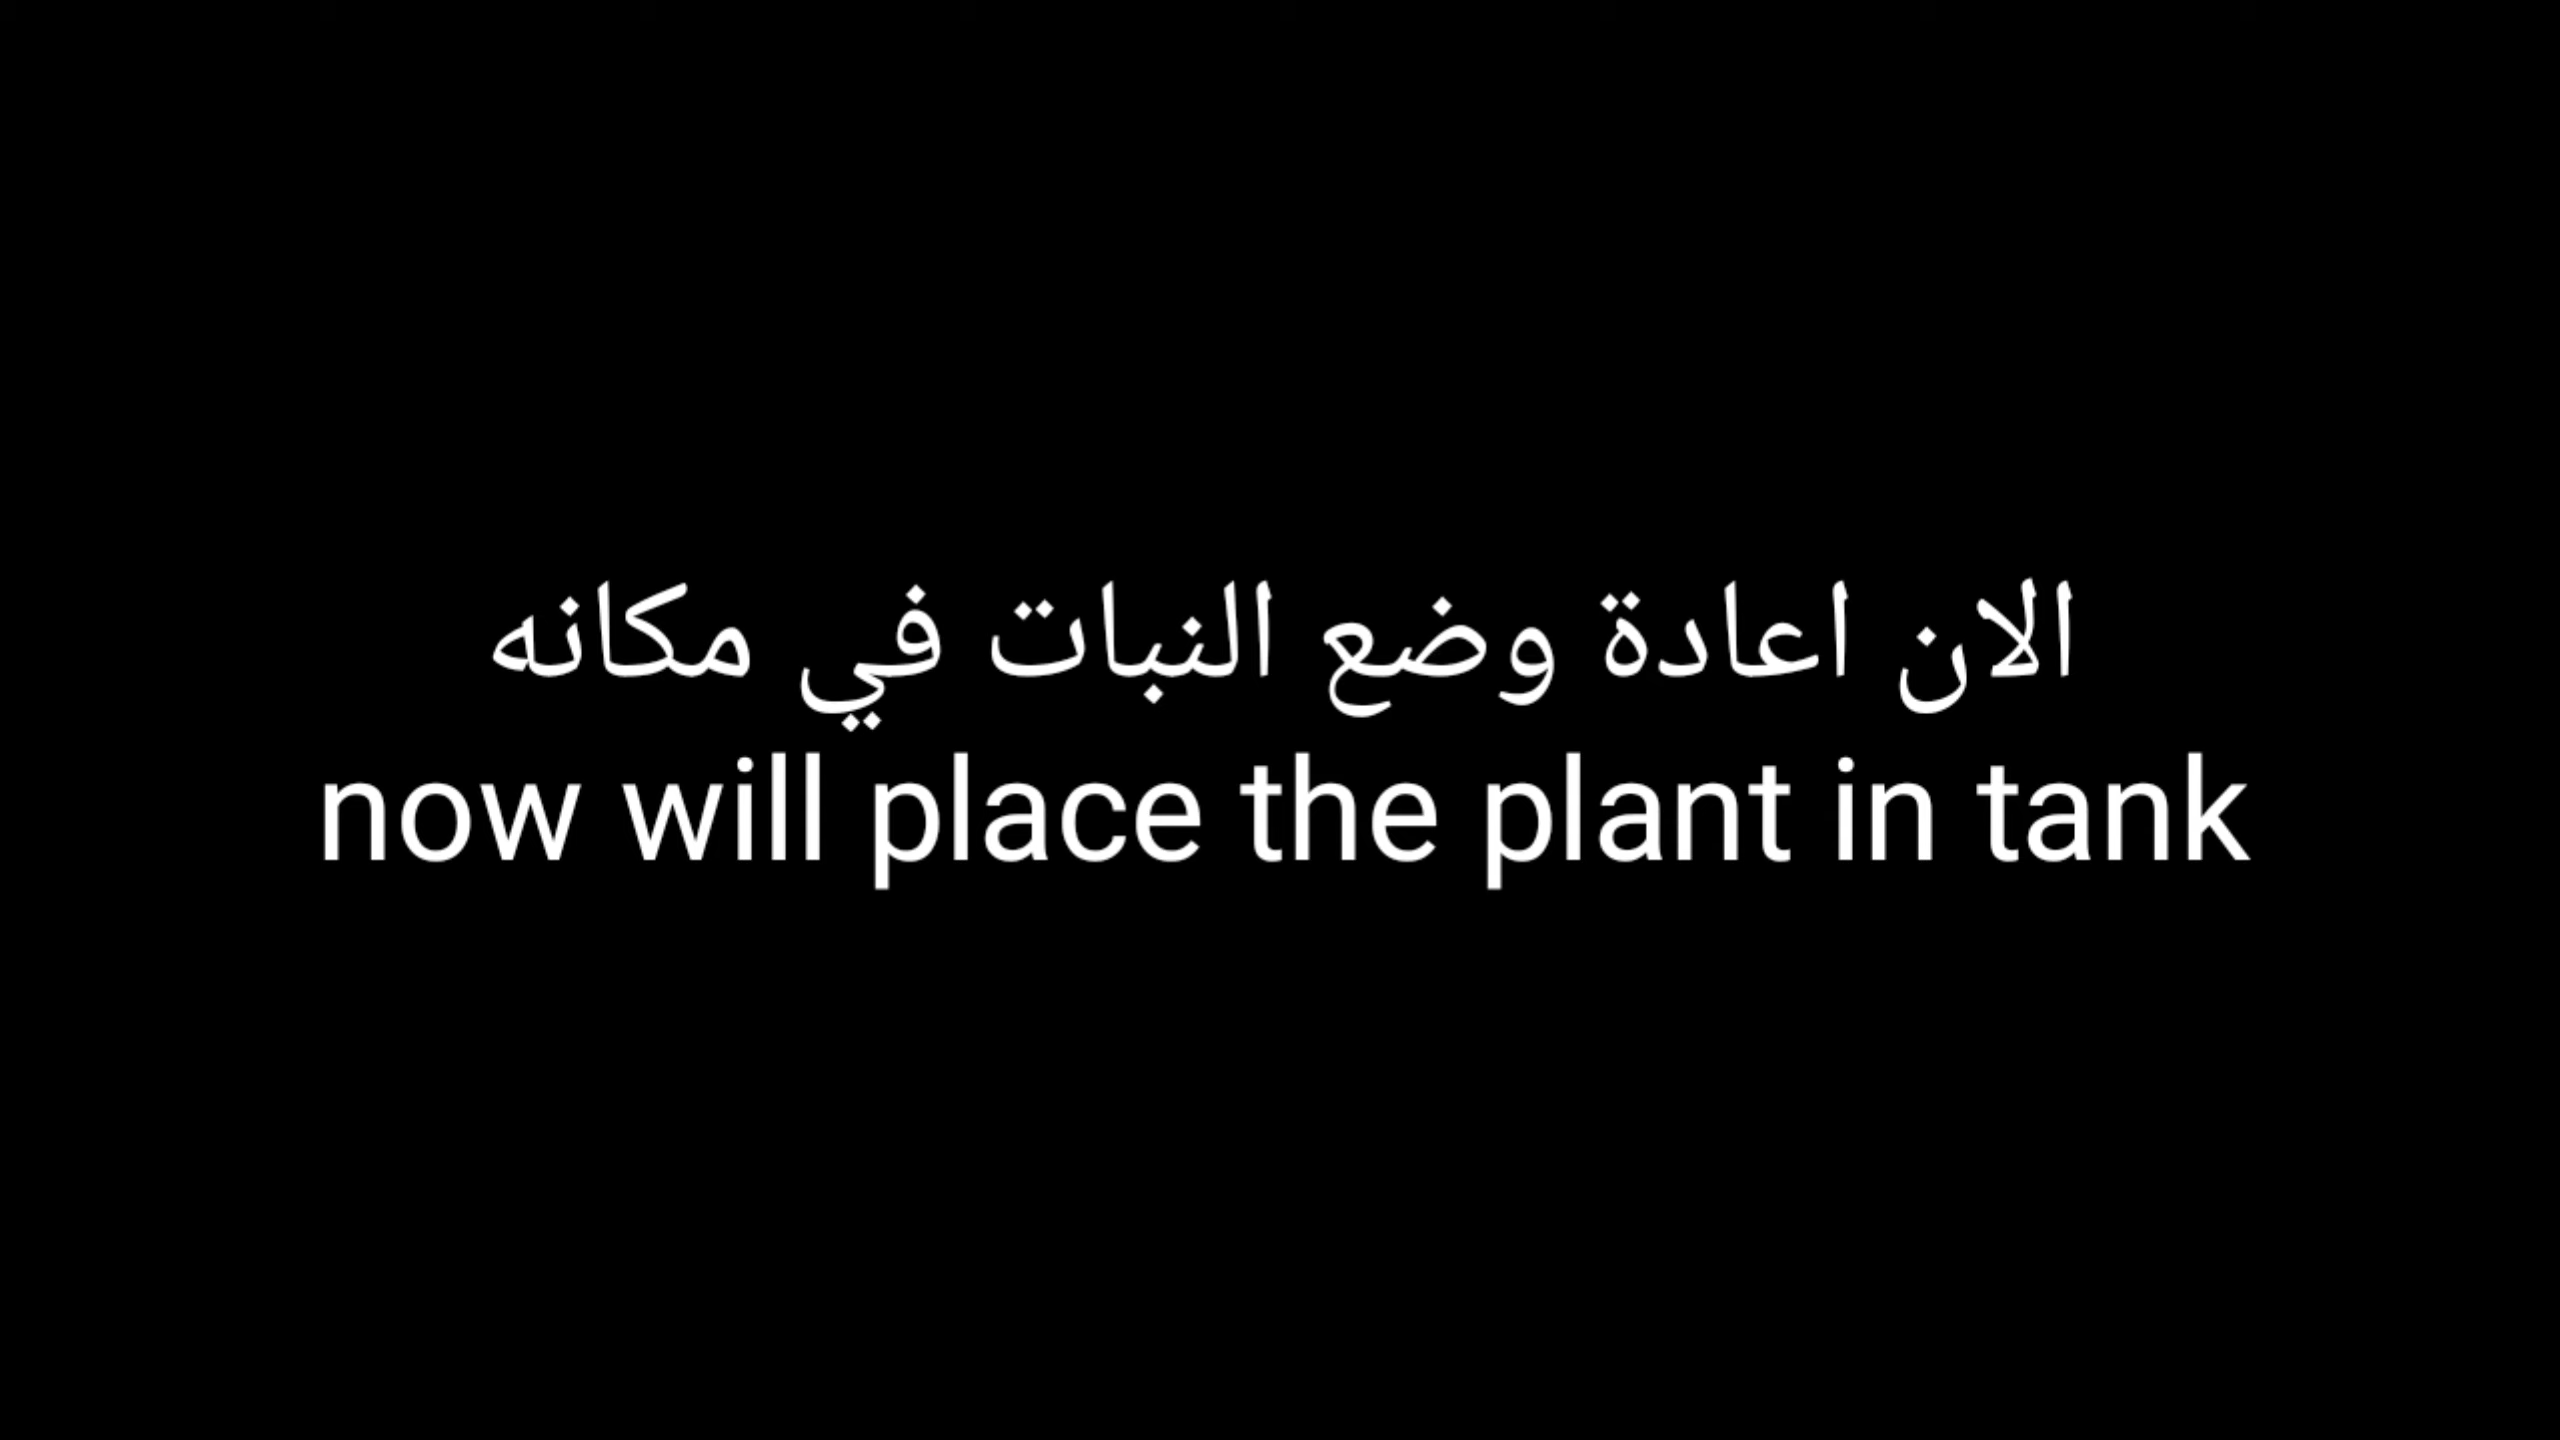 الان اعادة وضع النبات في مكانه
now will place the plant in tank